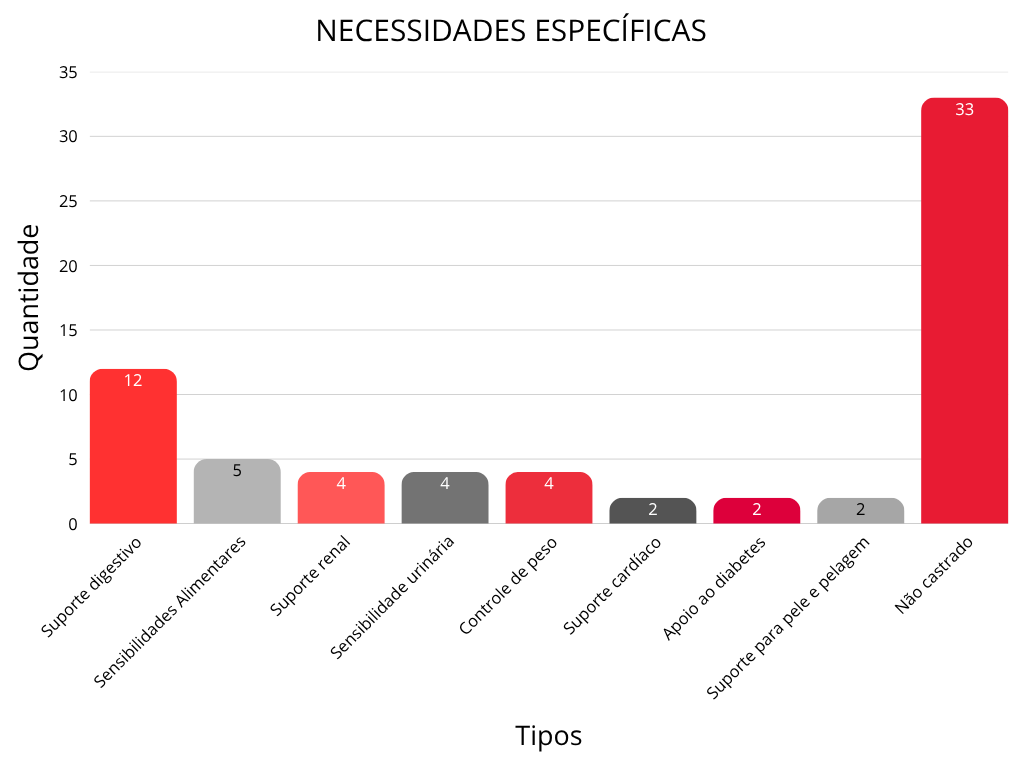 NECESSIDADES ESPECÍFICAS
Quantidade
35
30
25
20
15
10
5
0
12
5
4
4
4
2
2
2
33
Suporte digestivo
Sensibilidades Alimentares
Suporte renal
Sensibilidade urinária
Controle de peso
Suporte cardíaco
Apoio ao diabetes
Suporte para pele e pelagem
Não castrado
Tipos